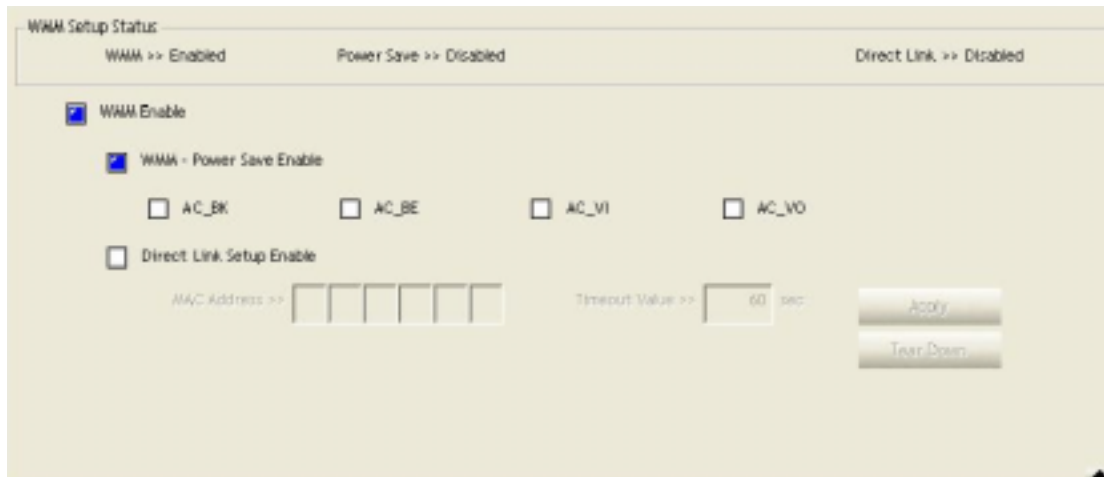 WMM Setup Status
WMM >> Enabled Power Save >> Disabled Direct Link >> Disabled
WMM Enable
WMM - Power Save Enable
AC_BK AC_BE AC_VI AC_VO
Direct Link Setup Enable
MAC Address >> Timeout Value >> 60 sec
Apply
Tear Down